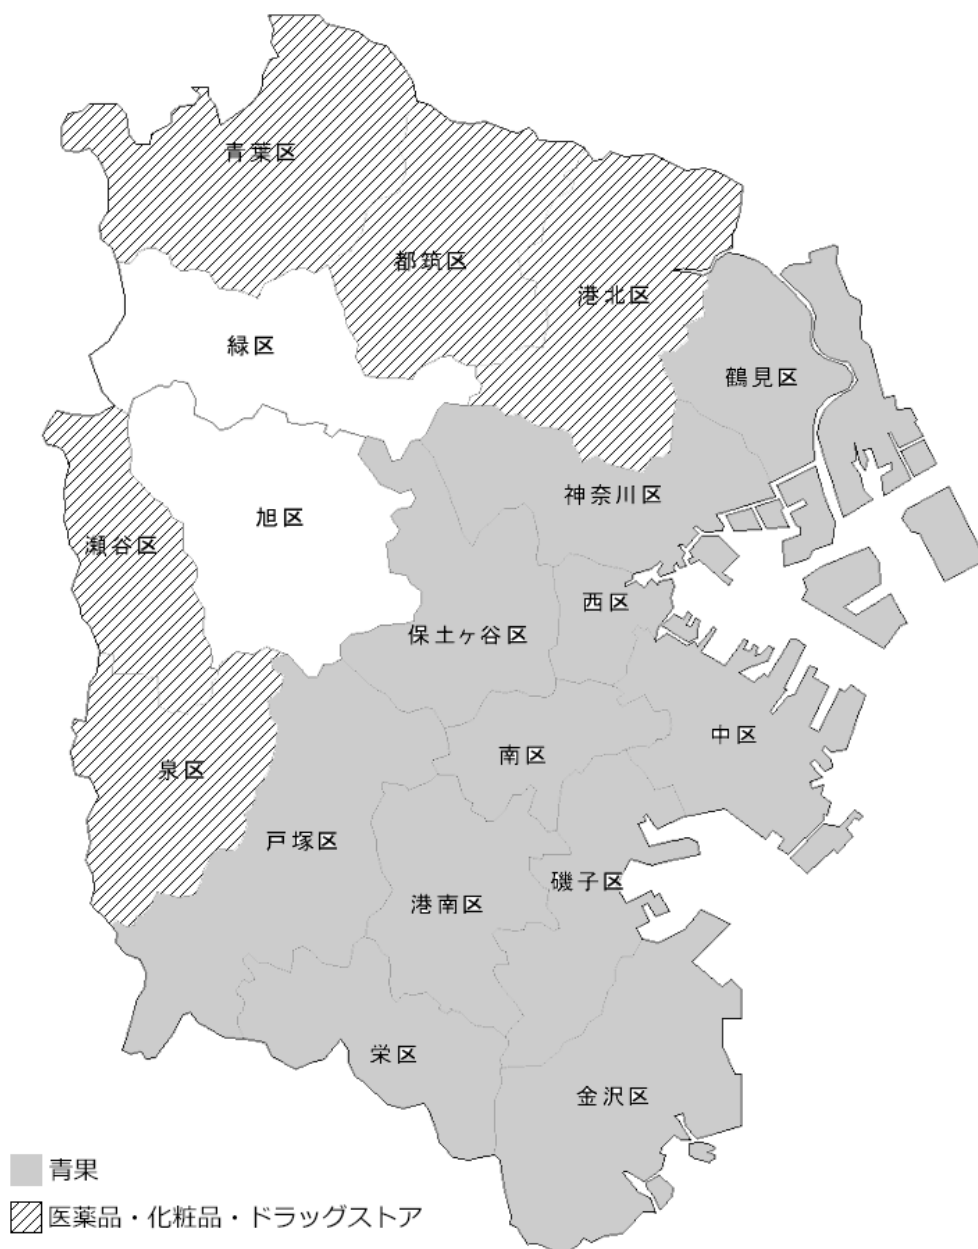 青葉区
都筑区
港北区
緑区
鶴見区
神奈川区
旭区
瀬谷区
西区
保土ヶ谷区
中区
南区
泉区
戸塚区
磯子区
港南区
栄区
金沢区
青果
医薬品・化粧品・ドラッグストア